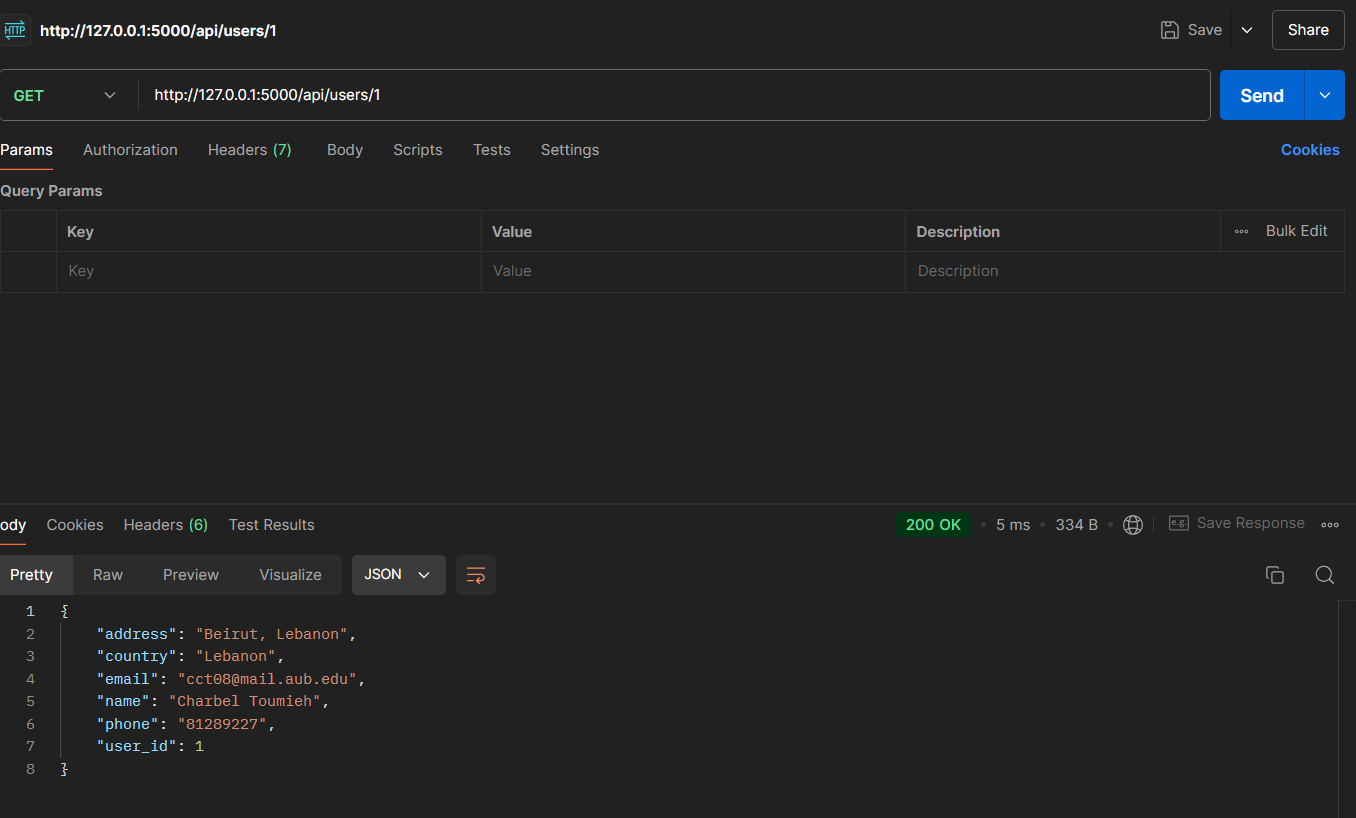 HTTP http://127.0.0.1:5000/api/users/1 Save Share
GET http://127.0.0.1:5000/api/users/1 Send
Params Authorization Headers (7) Body Scripts Tests Settings Cookies
Query Params
Key Value Description Bulk Edit
Key Value Description
ody Cookies Headers (6) Test Results 200 OK 5 ms 334 B e.g. Save Response
Pretty Raw Preview Visualize JSON
1 {
2 "address": "Beirut, Lebanon",
3 "country": "Lebanon",
4 "email": "cct08@mail.aub.edu",
5 "name": "Charbel Toumieh",
6 "phone": "81289227",
7 "user_id": 1
8 }